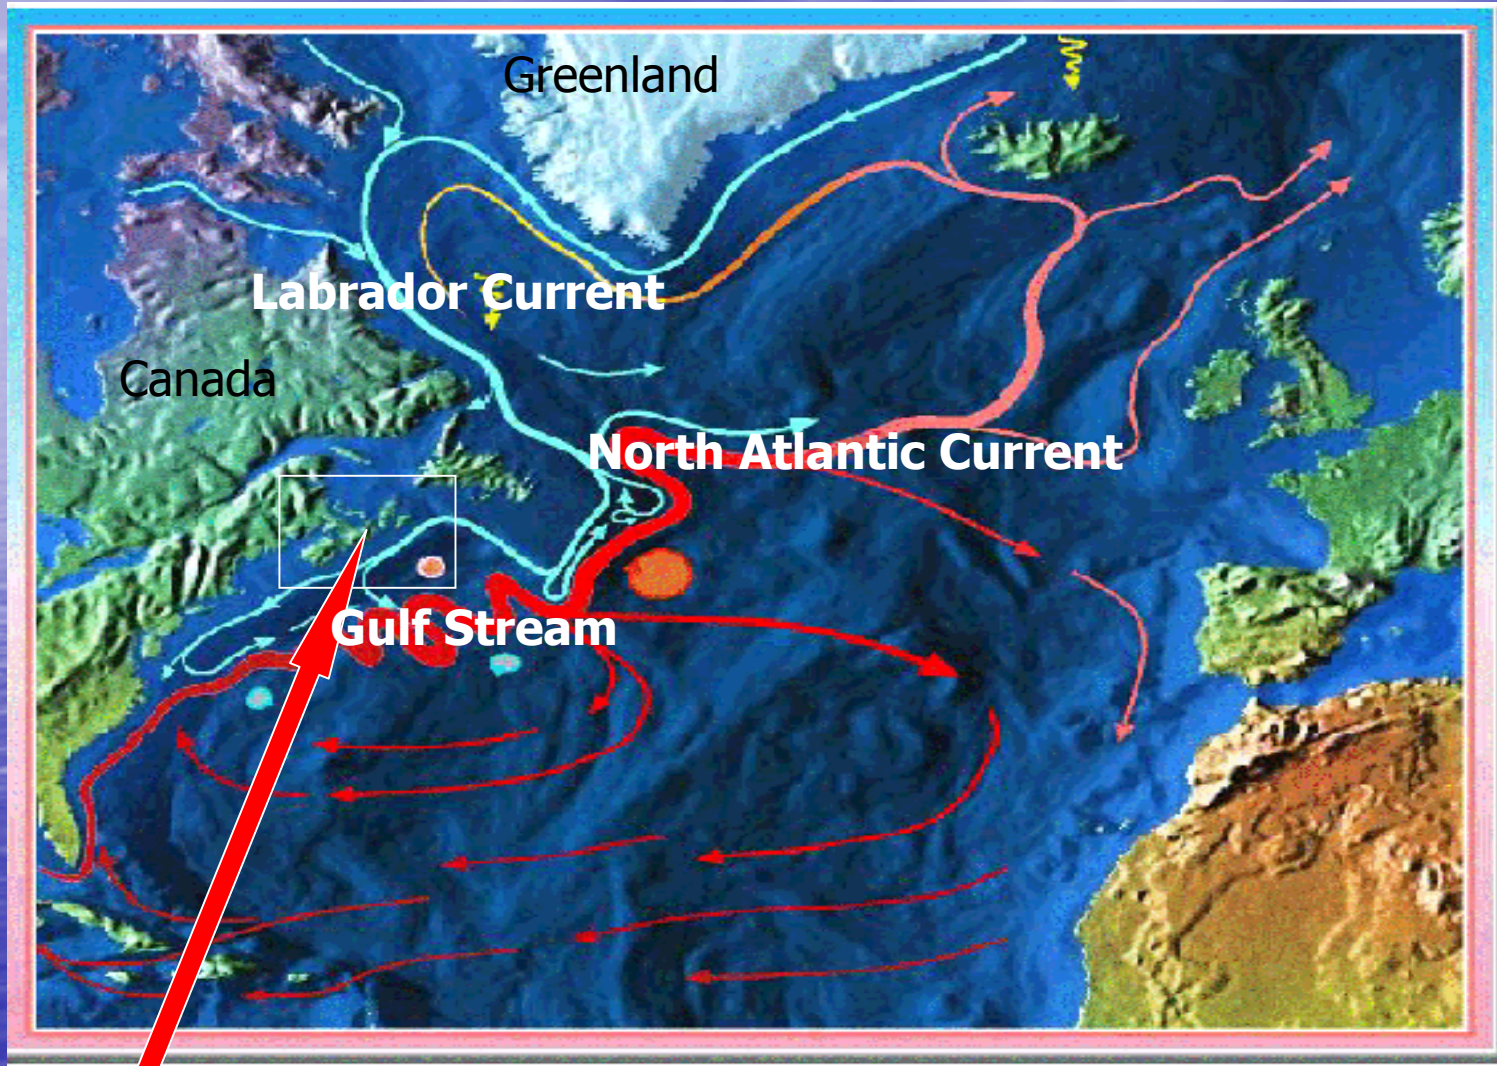 Greenland
Labrador Current
Canada
North Atlantic Current
Gulf Stream